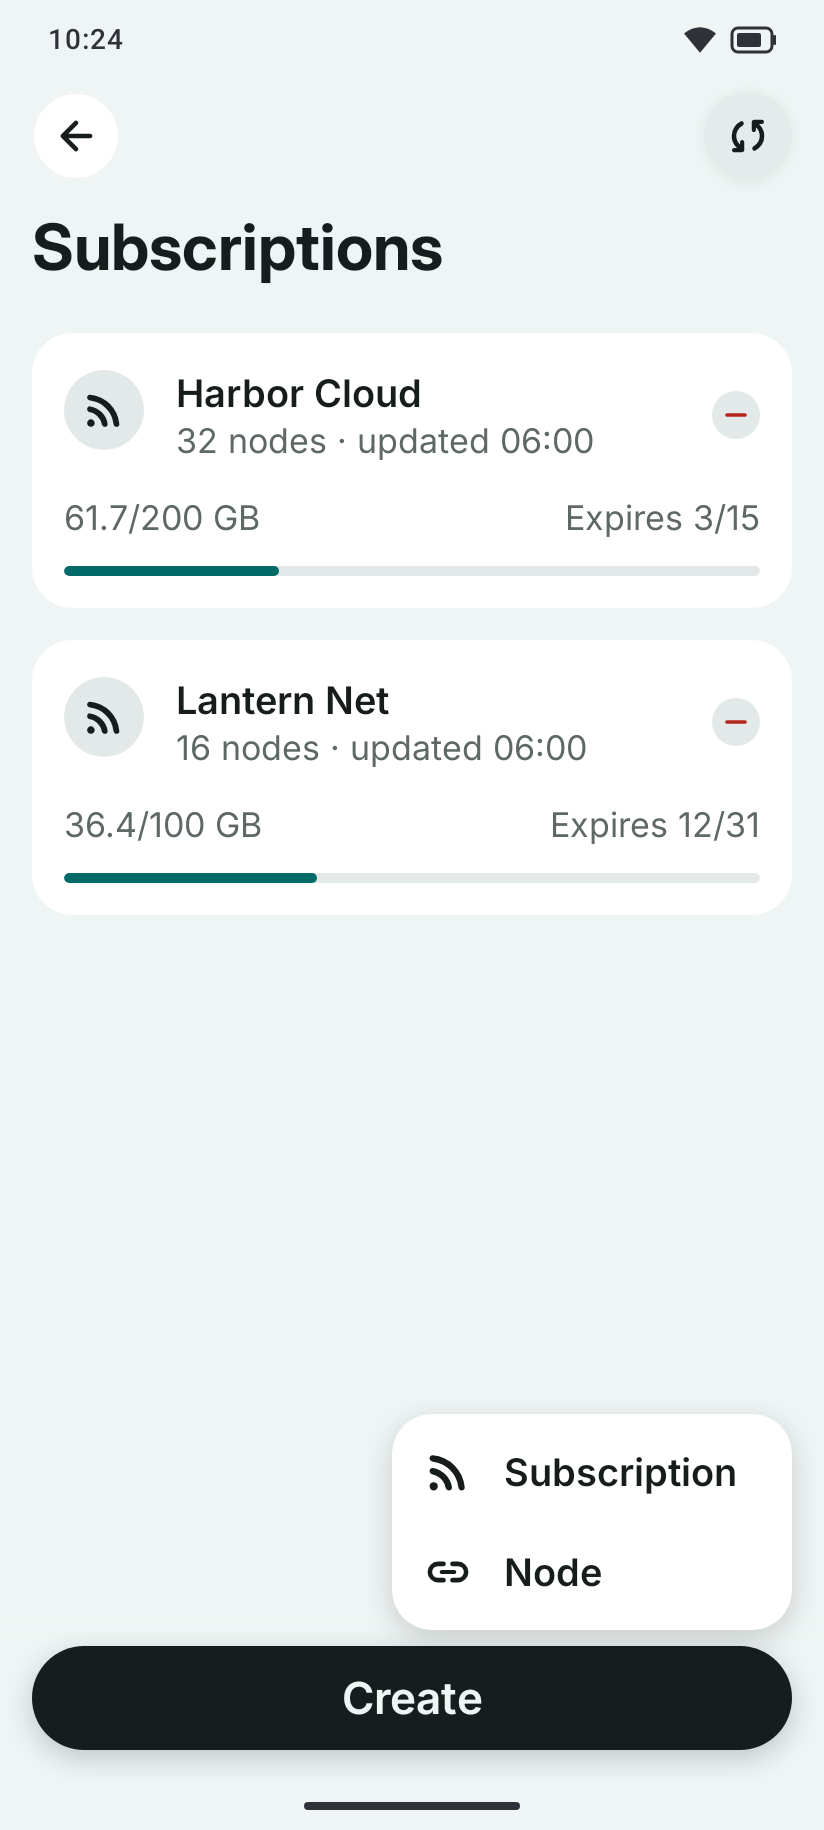 10:24
Subscriptions
Harbor Cloud
32 nodes · updated 06:00
61.7/200 GB
Expires 3/15
Lantern Net
16 nodes · updated 06:00
36.4/100 GB
Expires 12/31
Subscription
Node
Create